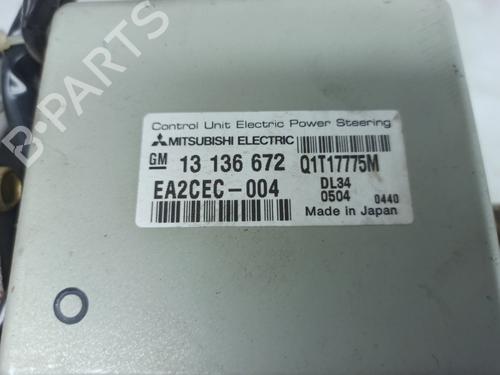 Control Unit Electric Power Steering
MITSUBISHI ELECTRIC
GM 13 136 672 Q1T17775M
EA2CEC-004 DL34
0504 0440
Made in Japan
B-PARTS